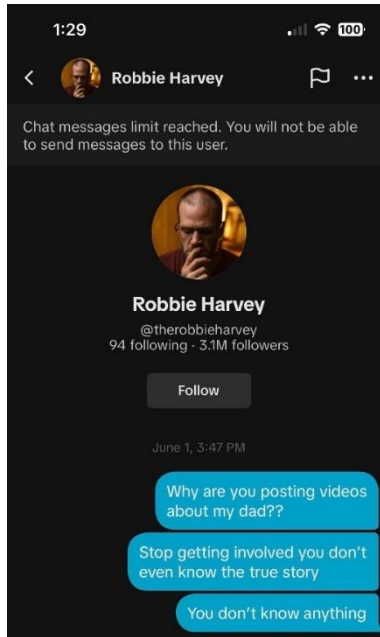 1:29
100
Robbie Harvey
Chat messages limit reached. You will not be able
to send messages to this user.
Robbie Harvey
@therobbieharvey
94 following · 3.1M followers
Follow
June 1, 3:47 PM
Why are you posting videos
about my dad??
Stop getting involved you don't
even know the true story
You don't know anything